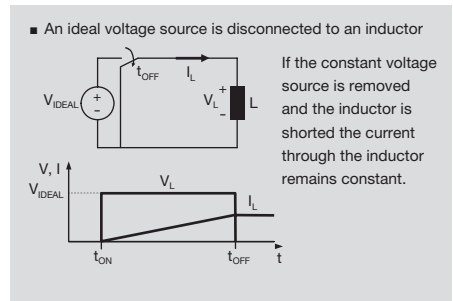 ■ An ideal voltage source is disconnected to an inductor
t_OFF I_L
V_IDEAL + - V_L + - L
If the constant voltage
source is removed
and the inductor is
shorted the current
through the inductor
remains constant.
V, I
V_IDEAL V_L
I_L
t_ON t_OFF t